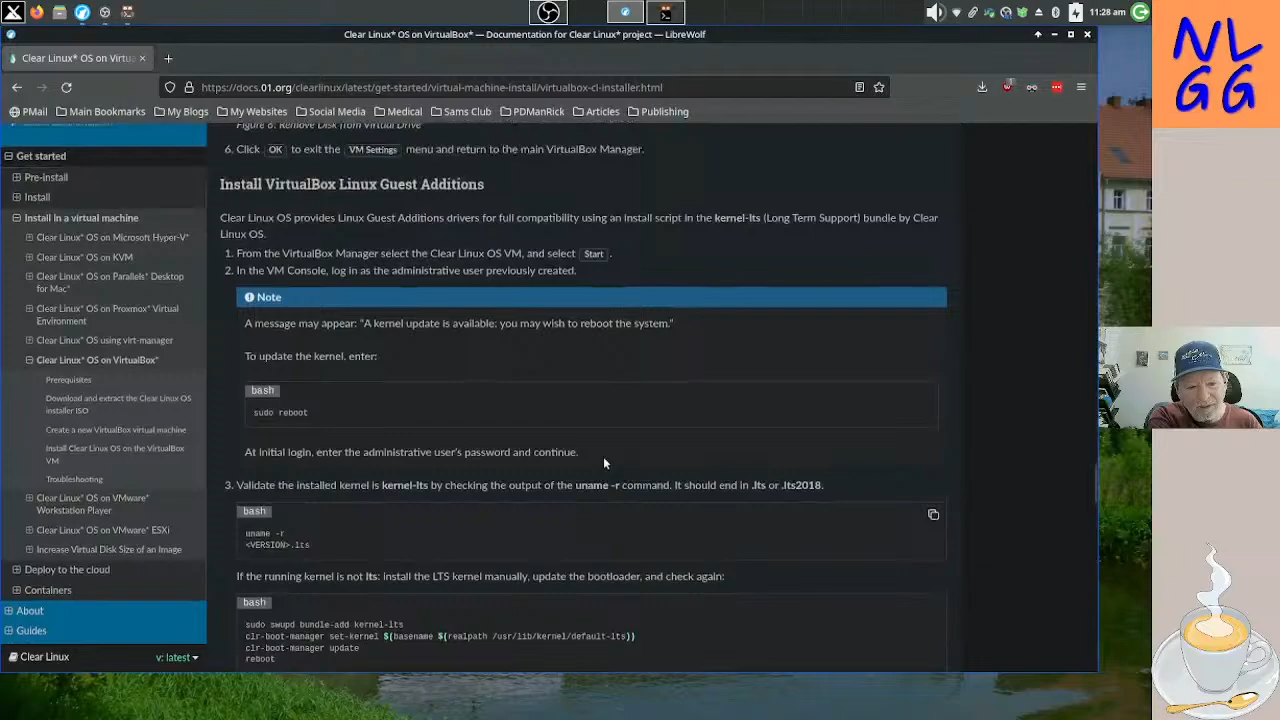 11:28 am
Clear Linux* OS on VirtualBox* — Documentation for Clear Linux* project — LibreWolf
Clear Linux* OS on Virtua
https://docs.01.org/clearlinux/latest/get-started/virtual-machine-install/virtualbox-cl-installer.html
PMail
Main Bookmarks
My Blogs
My Websites
Social Media
Medical
Sams Club
PDManRick
Articles
Publishing
Get started
Pre-install
Install
Install in a virtual machine
Clear Linux* OS on Microsoft Hyper-V*
Clear Linux* OS on KVM
Clear Linux* OS on Parallels* Desktop
for Mac*
Clear Linux* OS on Proxmox* Virtual
Environment
Clear Linux* OS using virt-manager
Clear Linux* OS on VirtualBox*
Prerequisites
Download and extract the Clear Linux OS
installer ISO
Create a new VirtualBox virtual machine
Install Clear Linux OS on the VirtualBox
VM
Troubleshooting
Clear Linux* OS on VMware*
Workstation Player
Clear Linux* OS on VMware* ESXi
Increase Virtual Disk Size of an Image
Deploy to the cloud
Containers
About
Guides
Clear Linux
v: latest
Figure 8: Remove Disk from Virtual Drive
6. Click OK to exit the VM Settings menu and return to the main VirtualBox Manager.
Install VirtualBox Linux Guest Additions
Clear Linux OS provides Linux Guest Additions drivers for full compatibility using an install script in the kernel-lts (Long Term Support) bundle by Clear
Linux OS.
1. From the VirtualBox Manager select the Clear Linux OS VM, and select Start .
2. In the VM Console, log in as the administrative user previously created.
Note
A message may appear: “A kernel update is available: you may wish to reboot the system.”
To update the kernel, enter:
bash
sudo reboot
At initial login, enter the administrative user’s password and continue.
3. Validate the installed kernel is kernel-lts by checking the output of the uname -r command. It should end in .lts or .lts2018.
bash
uname -r
<VERSION>.lts
If the running kernel is not lts: install the LTS kernel manually, update the bootloader, and check again:
bash
sudo swupd bundle-add kernel-lts
clr-boot-manager set-kernel $(basename $(realpath /usr/lib/kernel/default-lts))
clr-boot-manager update
reboot
NL
GG